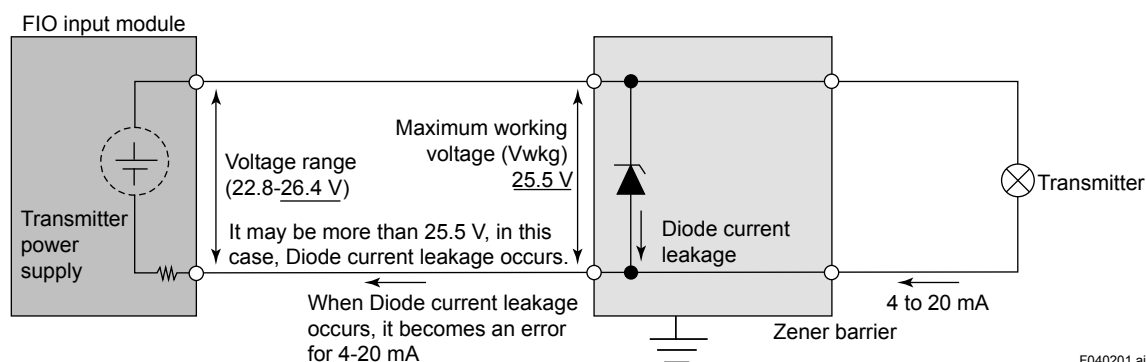 FIO input module
Transmitter
power
supply
Voltage range
(22.8-26.4 V)
It may be more than 25.5 V, in this
case, Diode current leakage occurs.
When Diode current leakage
occurs, it becomes an error
for 4-20 mA
Maximum working
voltage (Vwkg)
25.5 V
Diode current
leakage
Zener barrier
4 to 20 mA
Transmitter
F040201.ai